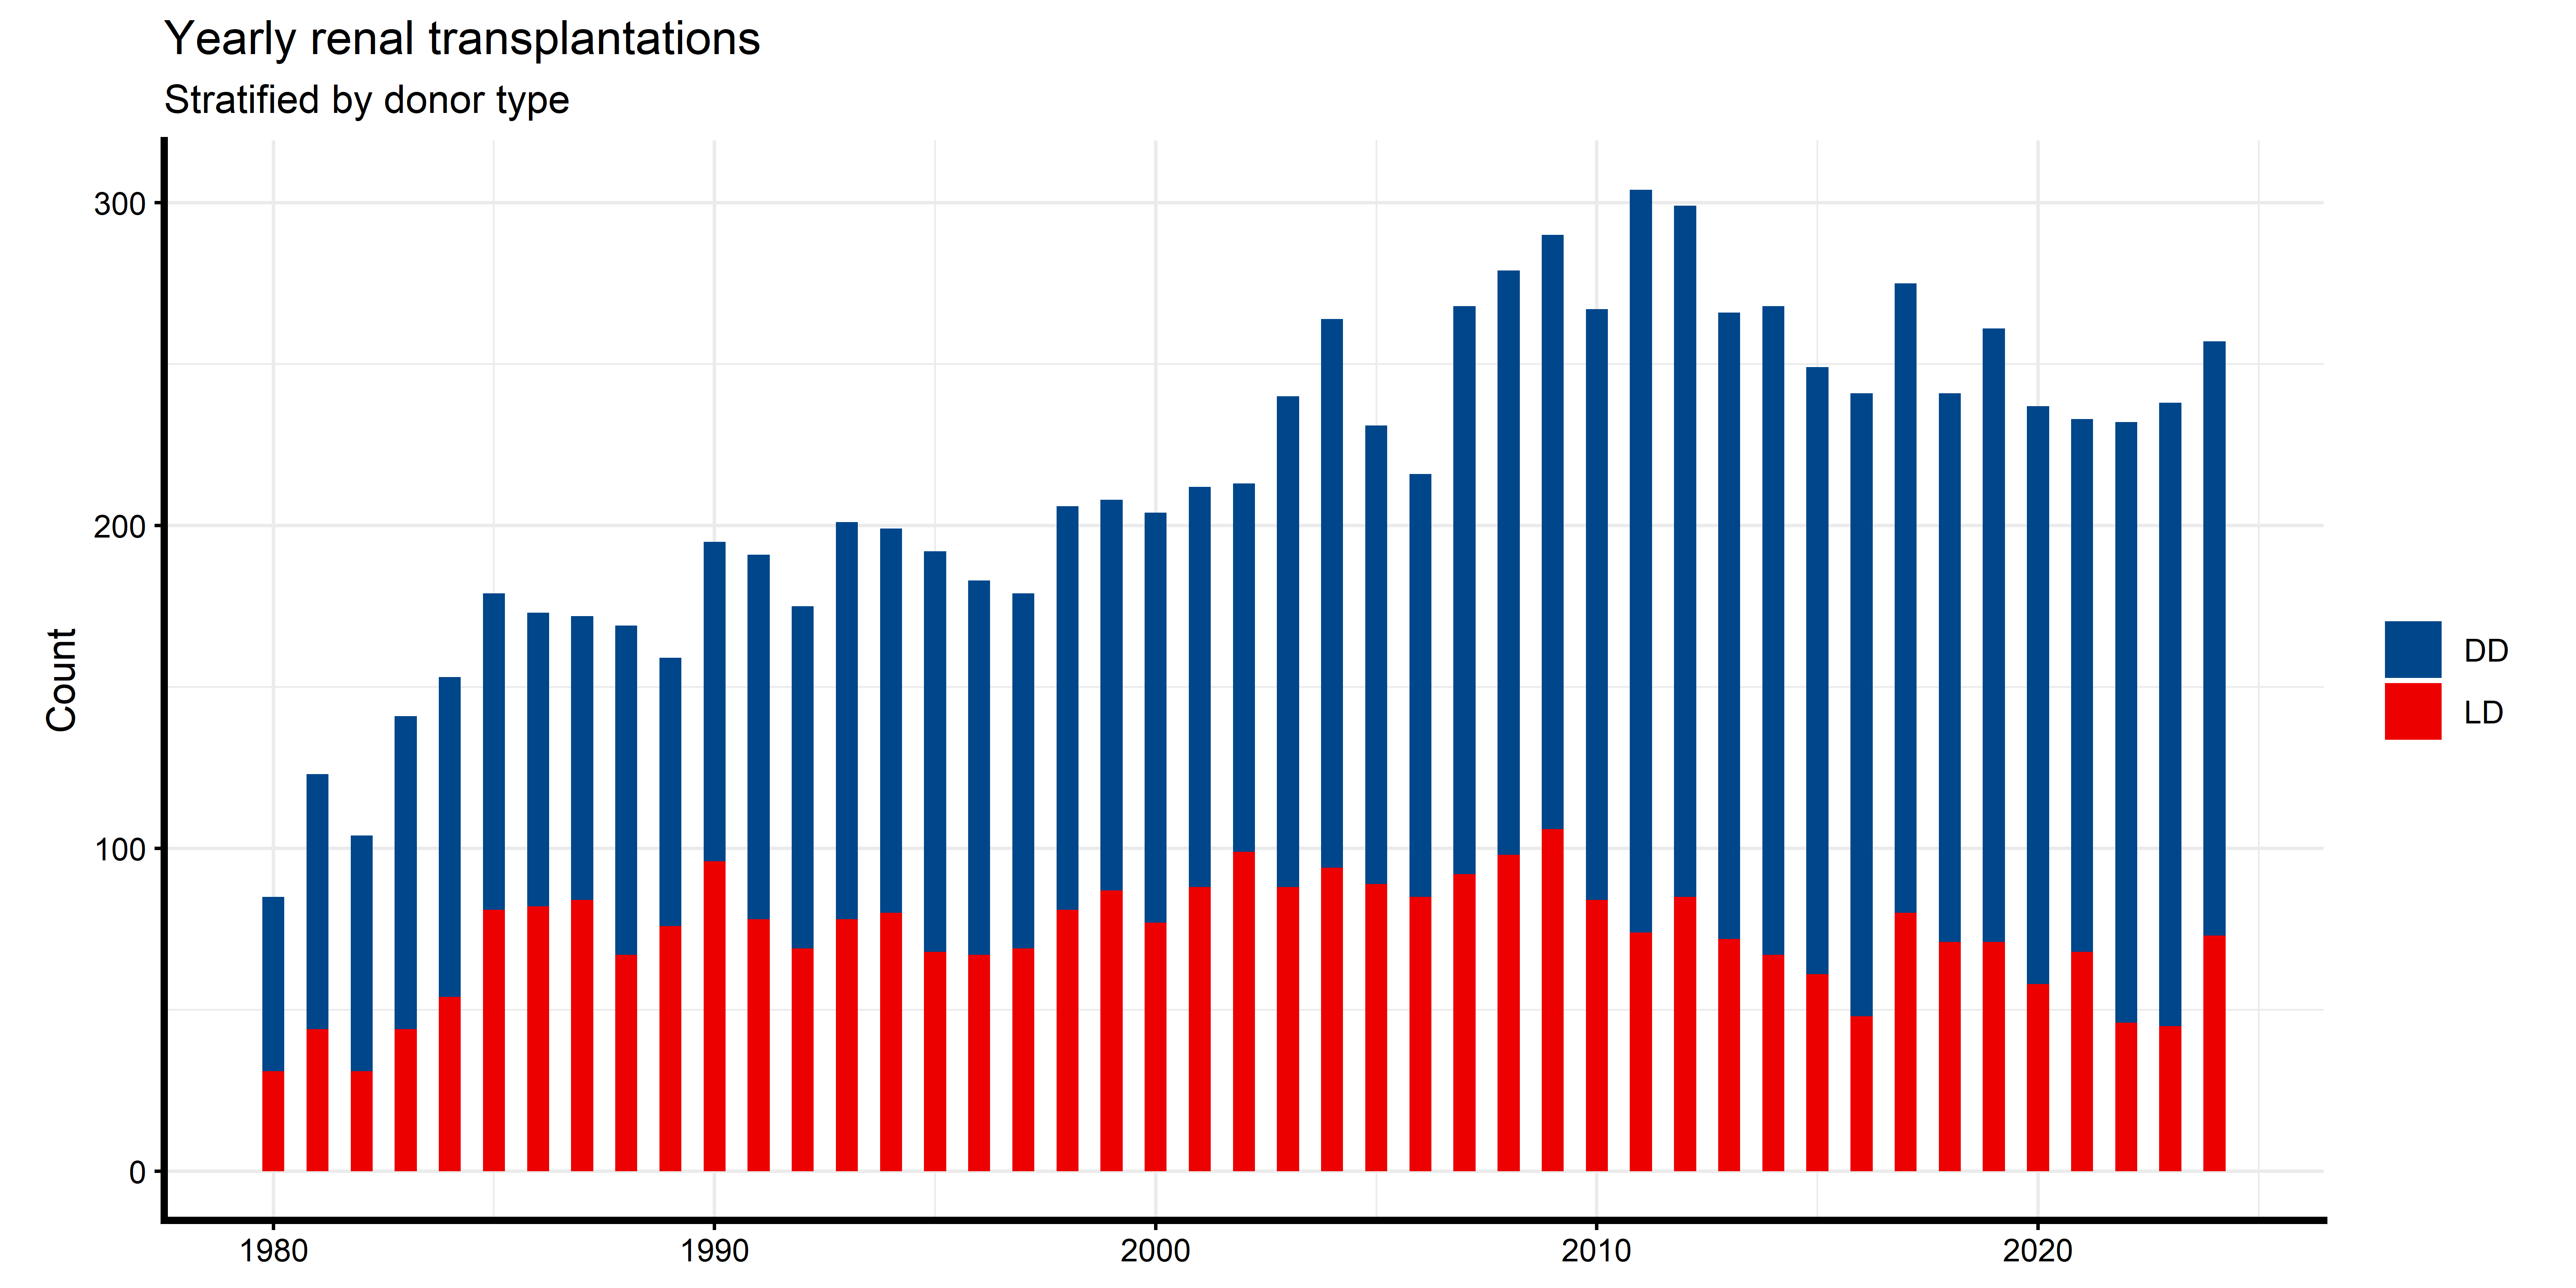 Yearly renal transplantations
Stratified by donor type
300
200
100
0
Count
1980 1990 2000 2010 2020
DD
LD